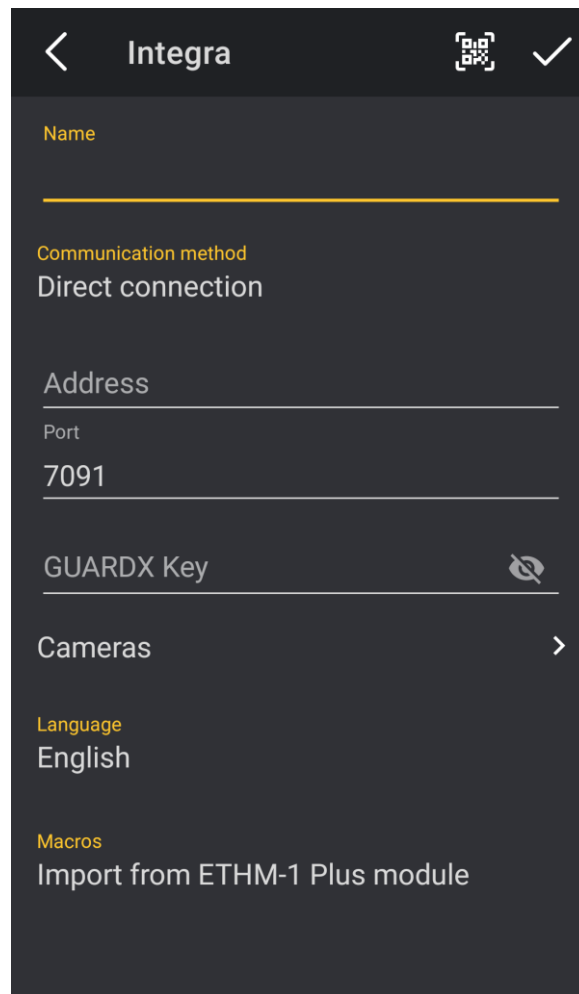 Integra
Name
Communication method
Direct connection
Address
Port
7091
GUARDX Key
Cameras
Language
English
Macros
Import from ETHM-1 Plus module